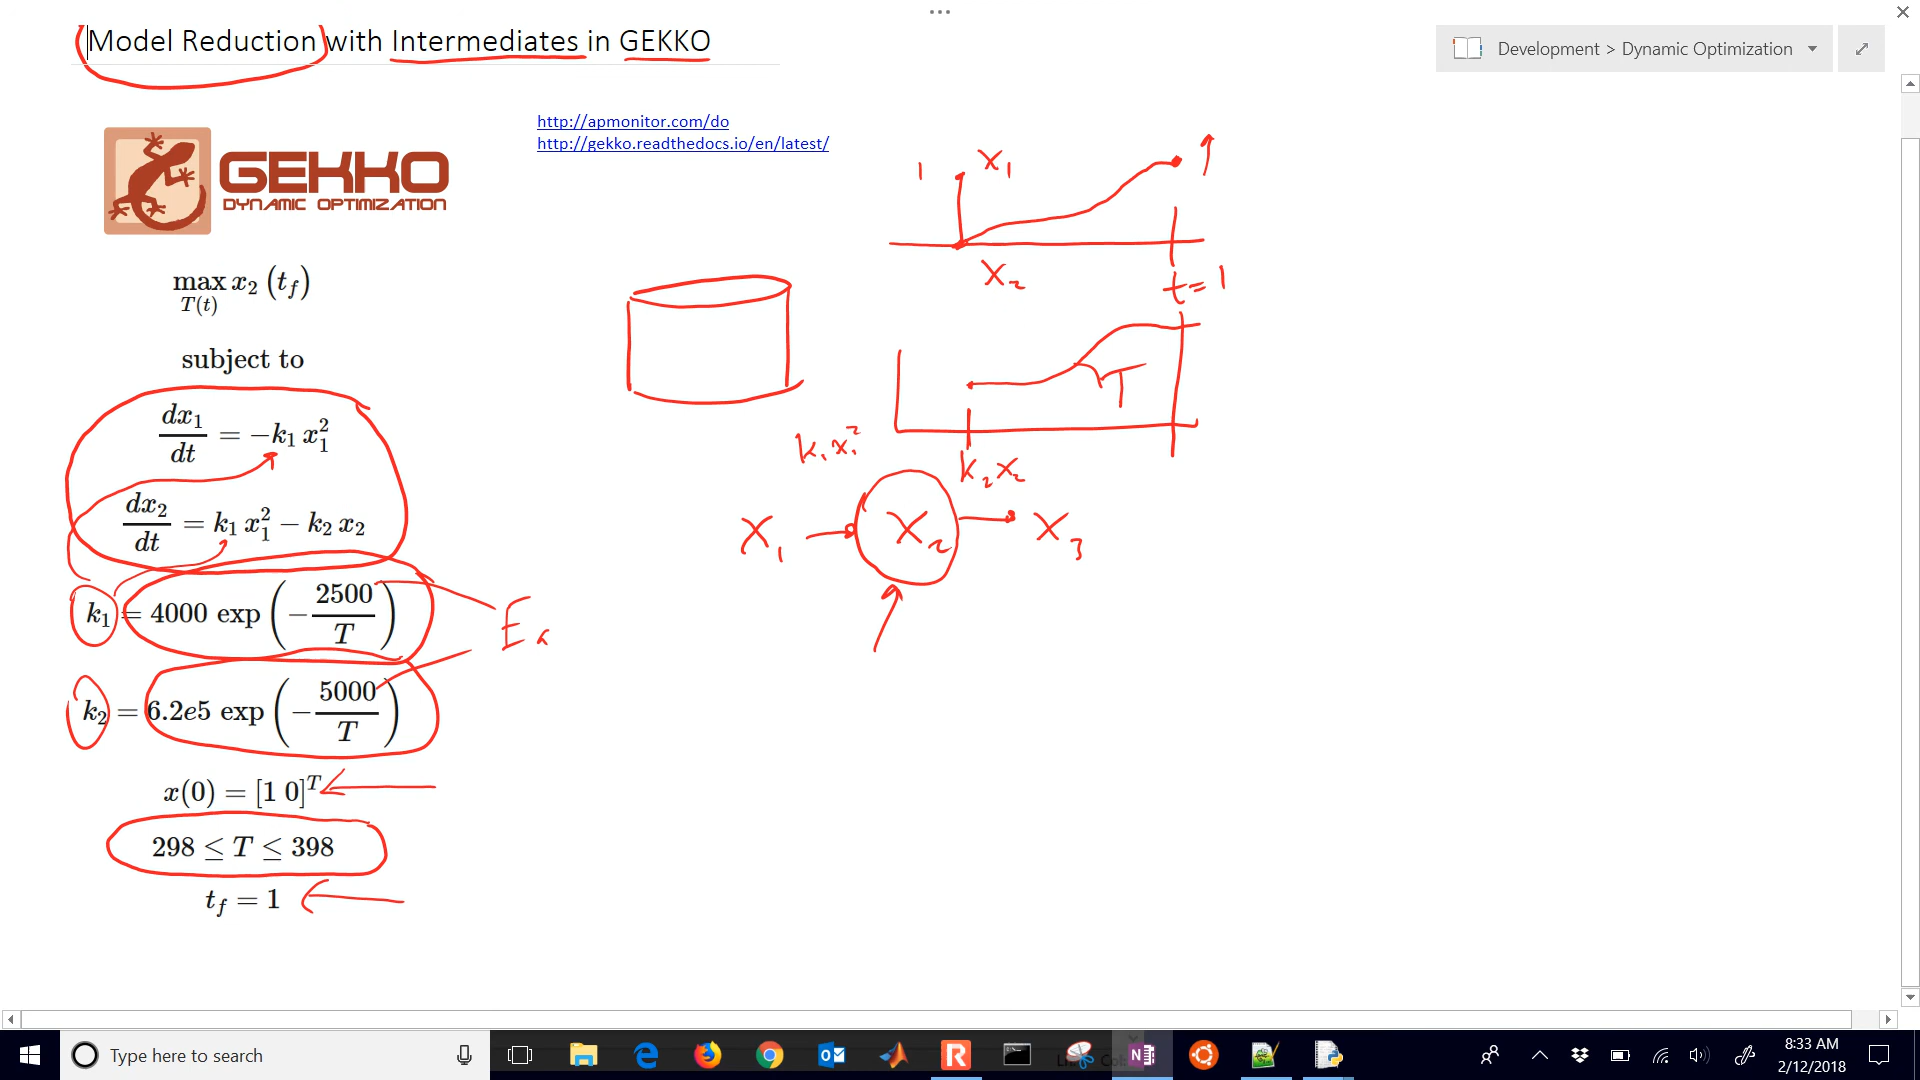 Model Reduction with Intermediates in GEKKO
Development > Dynamic Optimization
http://apmonitor.com/do
http://gekko.readthedocs.io/en/latest/
GEKKO
DYNAMIC OPTIMIZATION
max x₂ (t_f)
T(t)
subject to
dx₁/dt = −k₁ x₁²
dx₂/dt = k₁ x₁² − k₂ x₂
k₁ = 4000 exp (−2500/T)
k₂ = 6.2e5 exp (−5000/T)
x(0) = [1 0]ᵀ
298 ≤ T ≤ 398
t_f = 1
Ea
1 x₁
x₂
t=1
T
k₁x₁²
k₂x₂
X₁ X₂ X₃
Type here to search
8:33 AM
2/12/2018